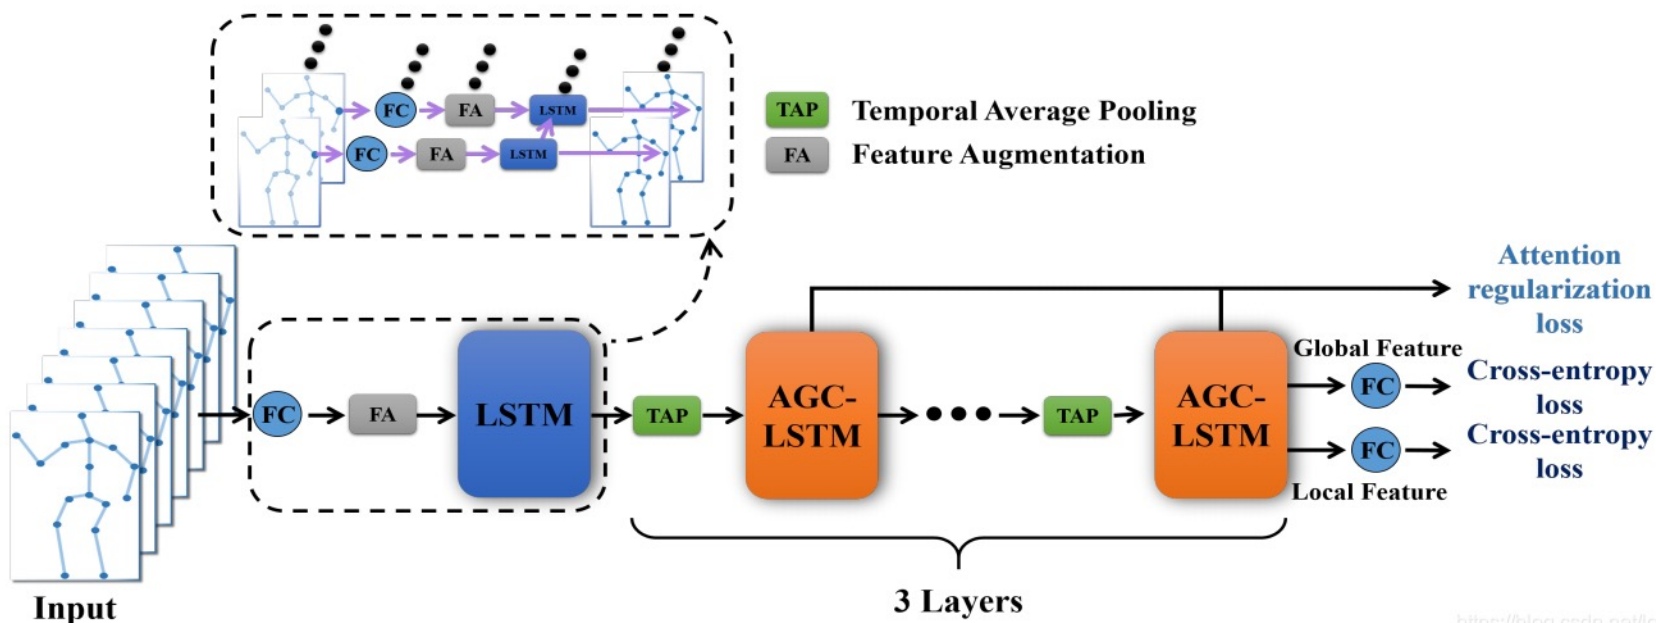 FC
FA
LSTM
FC
FA
LSTM
TAP Temporal Average Pooling
FA Feature Augmentation
Attention
regularization
loss
FC
FA
LSTM
TAP
AGC-
LSTM
TAP
AGC-
LSTM
Global Feature
FC
Cross-entropy
loss
FC
Cross-entropy
loss
Local Feature
Input
3 Layers